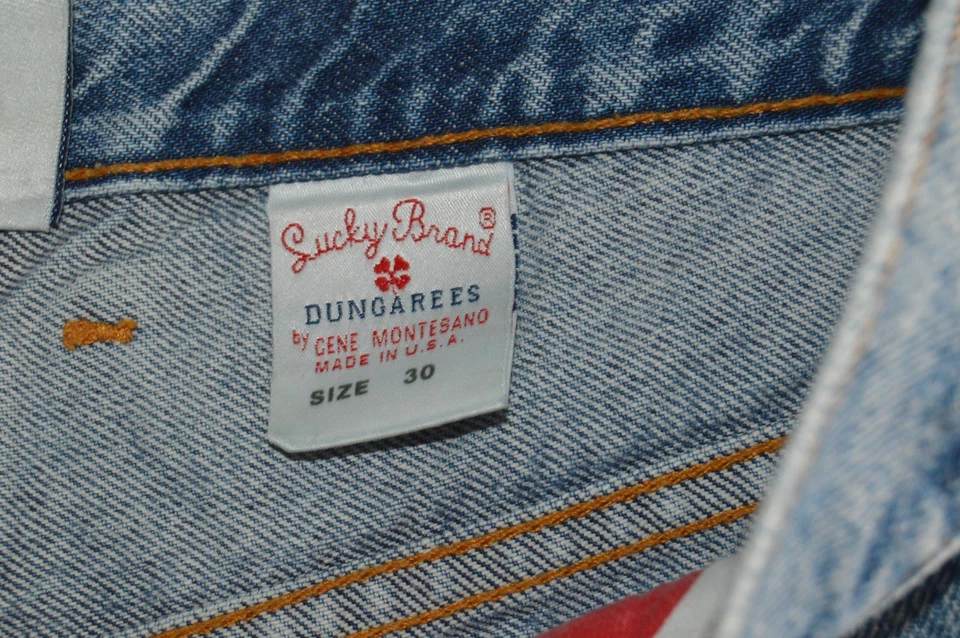 Lucky Brand®
DUNGAREES
by GENE MONTESANO
MADE IN U.S.A.
SIZE 30